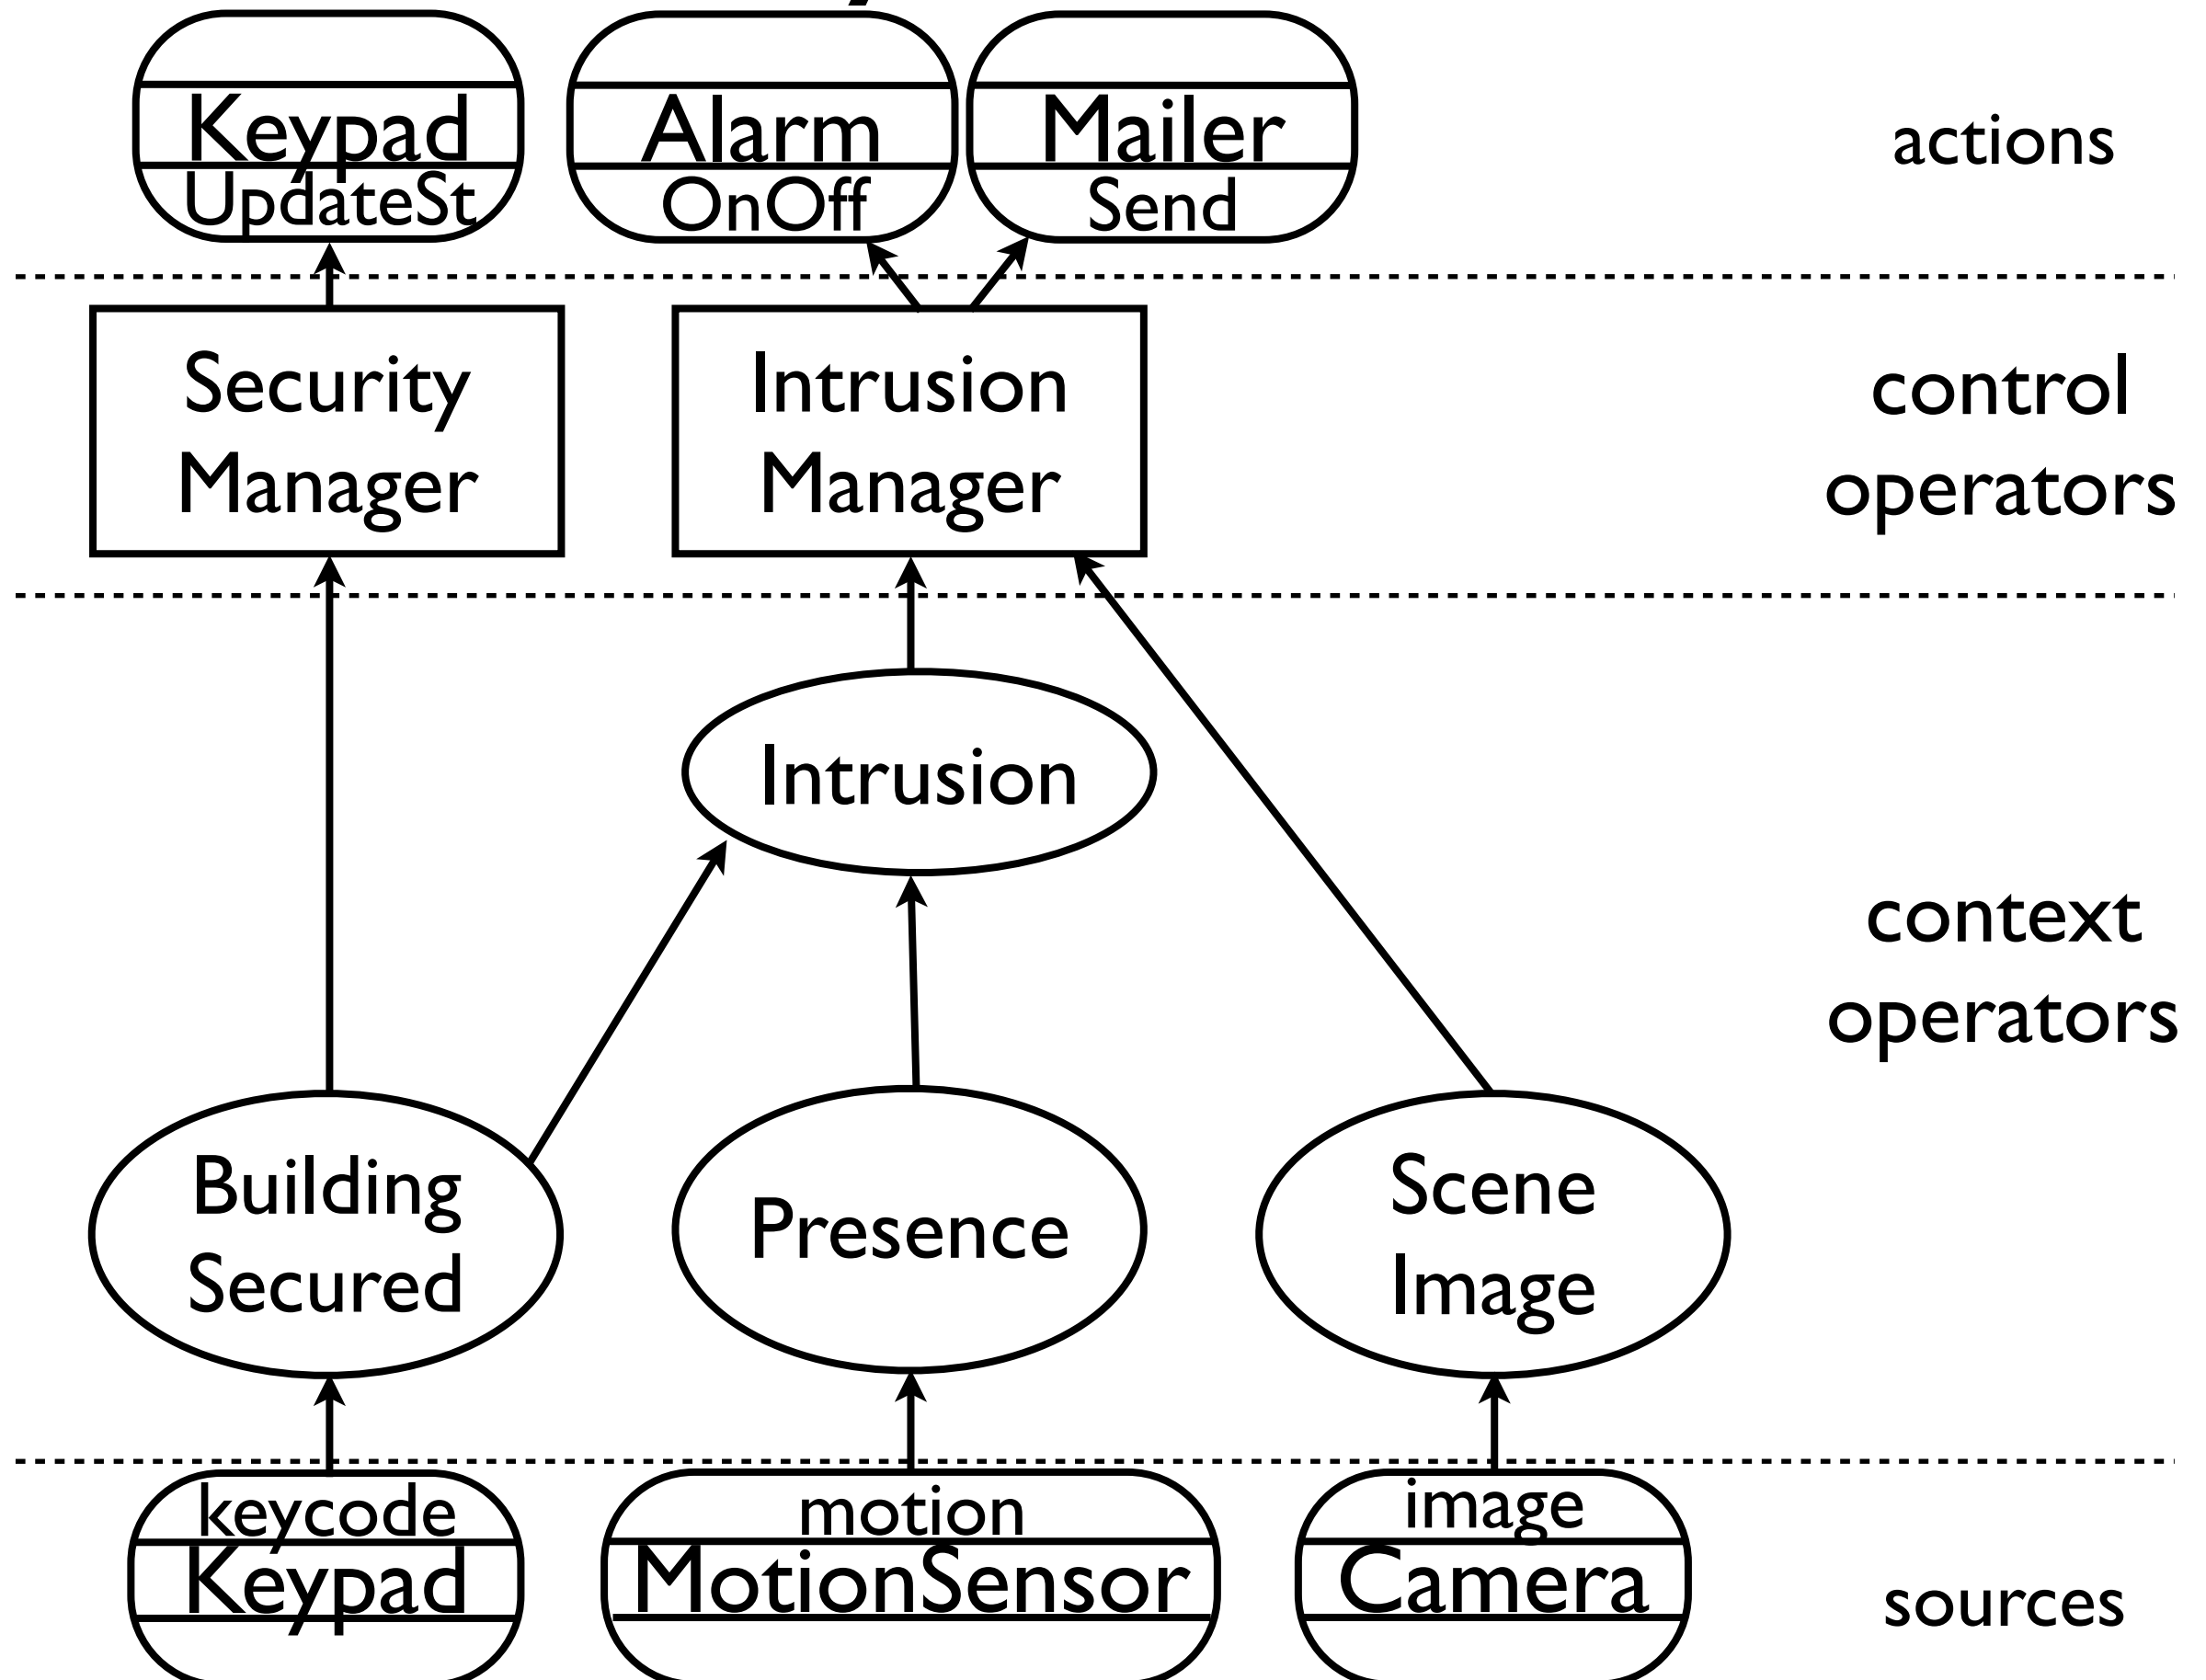 Keypad
UpdateSt
Alarm
OnOff
Mailer
Send
actions
Security
Manager
Intrusion
Manager
control
operators
Intrusion
context
operators
Building
Secured
Presence
Scene
Image
keycode
Keypad
motion
MotionSensor
image
Camera
sources